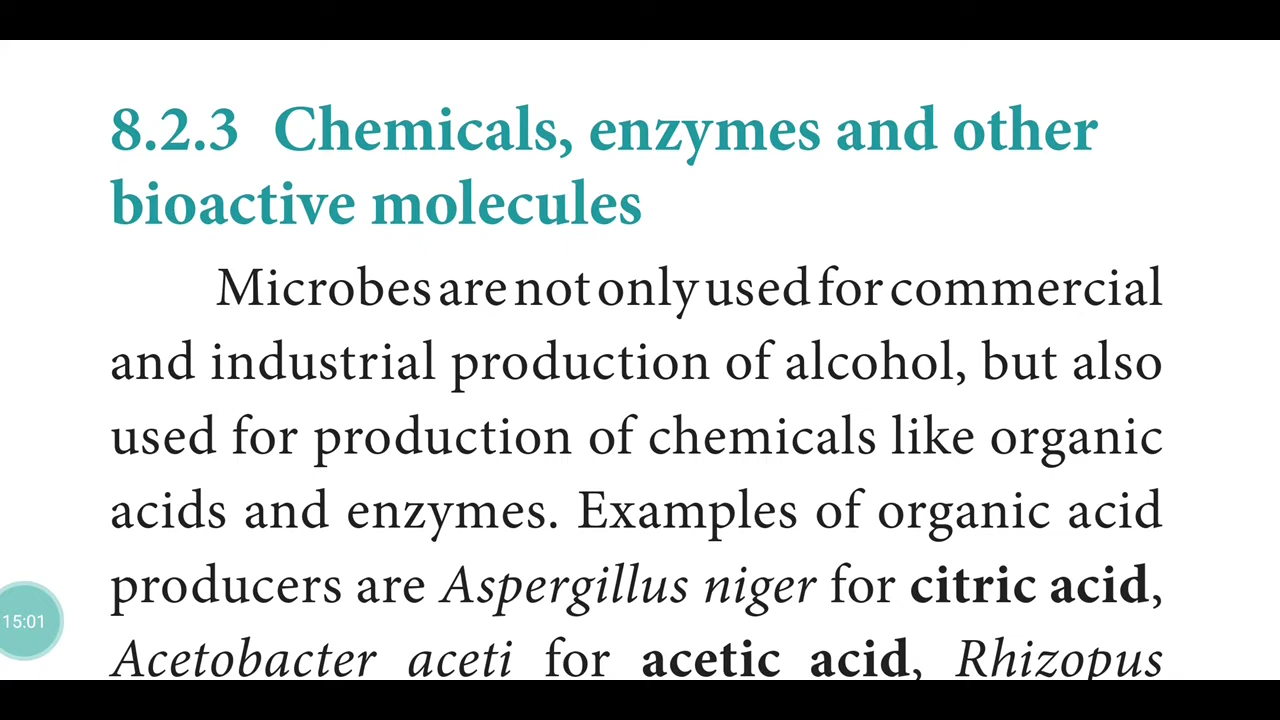 8.2.3 Chemicals, enzymes and other
bioactive molecules
Microbes are not only used for commercial
and industrial production of alcohol, but also
used for production of chemicals like organic
acids and enzymes. Examples of organic acid
producers are Aspergillus niger for citric acid,
15:01
Acetobacter aceti for acetic acid, Rhizopus